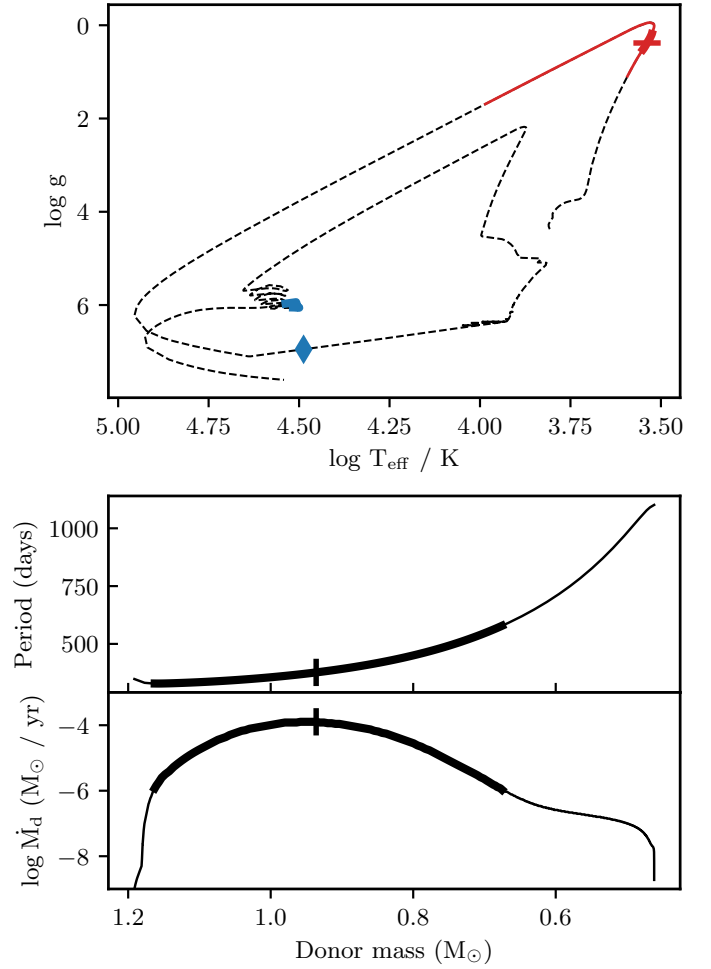 0
2
4
6
log g
5.00 4.75 4.50 4.25 4.00 3.75 3.50
log T_eff / K
1000
750
500
Period (days)
−4
−6
−8
log Ṁ_d (M_⊙ / yr)
1.2 1.0 0.8 0.6
Donor mass (M_⊙)